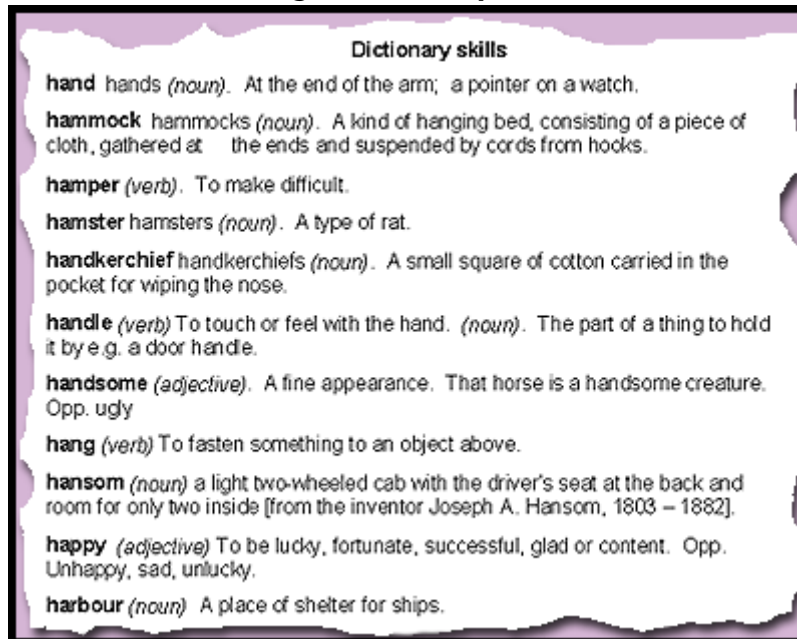 Dictionary skills
hand hands (noun). At the end of the arm; a pointer on a watch.
hammock hammocks (noun). A kind of hanging bed, consisting of a piece of
cloth, gathered at the ends and suspended by cords from hooks.
hamper (verb). To make difficult.
hamster hamsters (noun). A type of rat.
handkerchief handkerchiefs (noun). A small square of cotton carried in the
pocket for wiping the nose.
handle (verb) To touch or feel with the hand. (noun). The part of a thing to hold
it by e.g. a door handle.
handsome (adjective). A fine appearance. That horse is a handsome creature.
Opp. ugly
hang (verb) To fasten something to an object above.
hansom (noun) a light two-wheeled cab with the driver's seat at the back and
room for only two inside [from the inventor Joseph A. Hansom, 1803 – 1882].
happy (adjective) To be lucky, fortunate, successful, glad or content. Opp.
Unhappy, sad, unlucky.
harbour (noun) A place of shelter for ships.